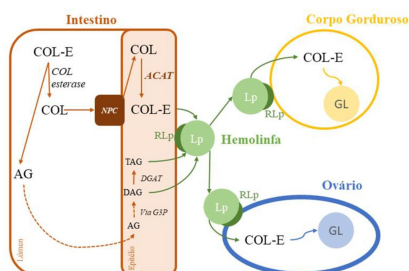 Intestino
Corpo Gorduroso
COL-E
COL
COL
esterase
ACAT
COL
NPC
COL-E
COL-E
GL
Lp
RLp
RLp
Lp
Hemolinfa
AG
TAG
DGAT
DAG
Via G3P
AG
Lúmen
Epitélio
RLp
Lp
Ovário
COL-E
GL